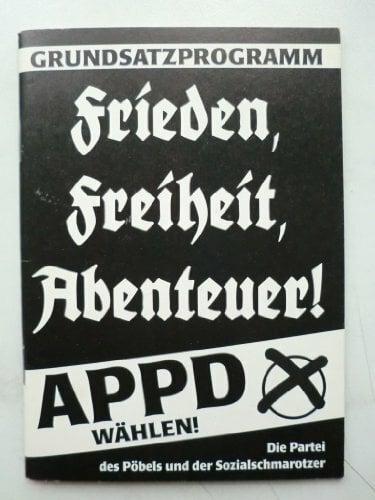 GRUNDSATZPROGRAMM
Frieden,
Freiheit,
Abenteuer!
APPD
WÄHLEN!
Die Partei
des Pöbels und der Sozialschmarotzer